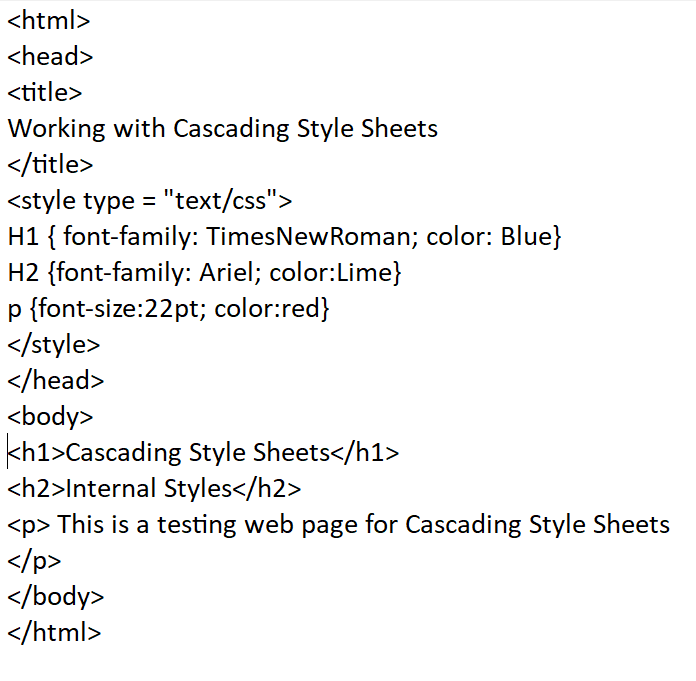 <html>
<head>
<title>
Working with Cascading Style Sheets
</title>
<style type = "text/css">
H1 { font-family: TimesNewRoman; color: Blue}
H2 {font-family: Ariel; color:Lime}
p {font-size:22pt; color:red}
</style>
</head>
<body>
<h1>Cascading Style Sheets</h1>
<h2>Internal Styles</h2>
<p> This is a testing web page for Cascading Style Sheets
</p>
</body>
</html>